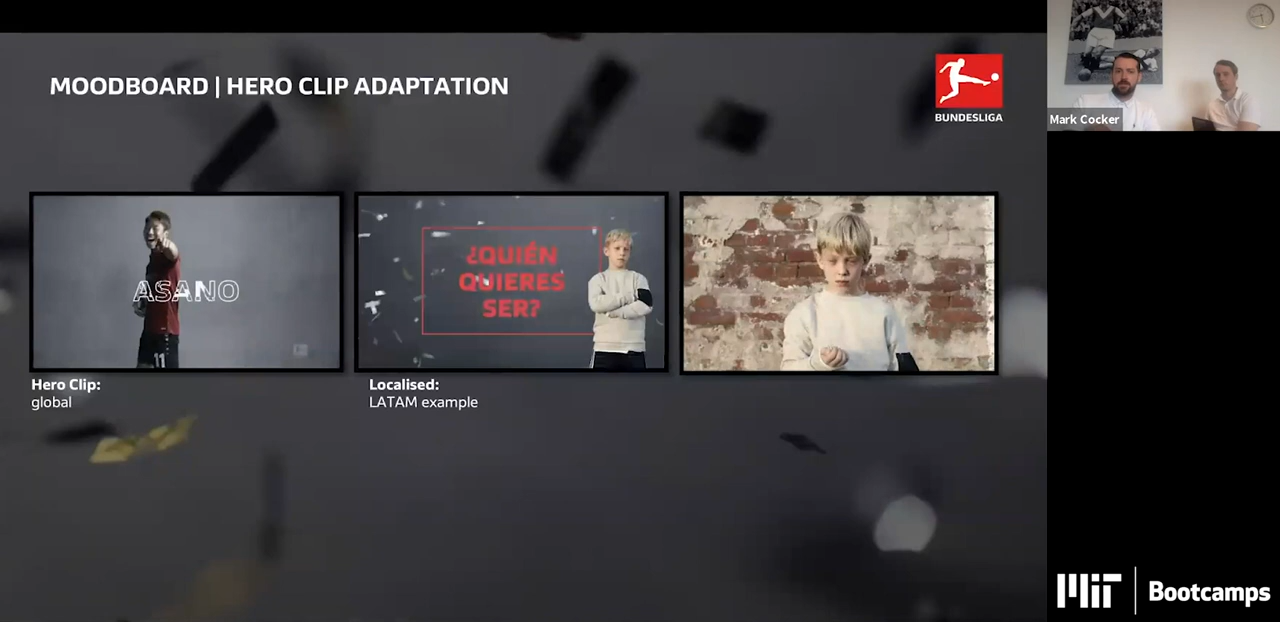 MOODBOARD | HERO CLIP ADAPTATION
BUNDESLIGA
Mark Cocker
ASANO
11
¿QUIÉN
QUIERES
SER?
Hero Clip:
global
Localised:
LATAM example
MIT | Bootcamps